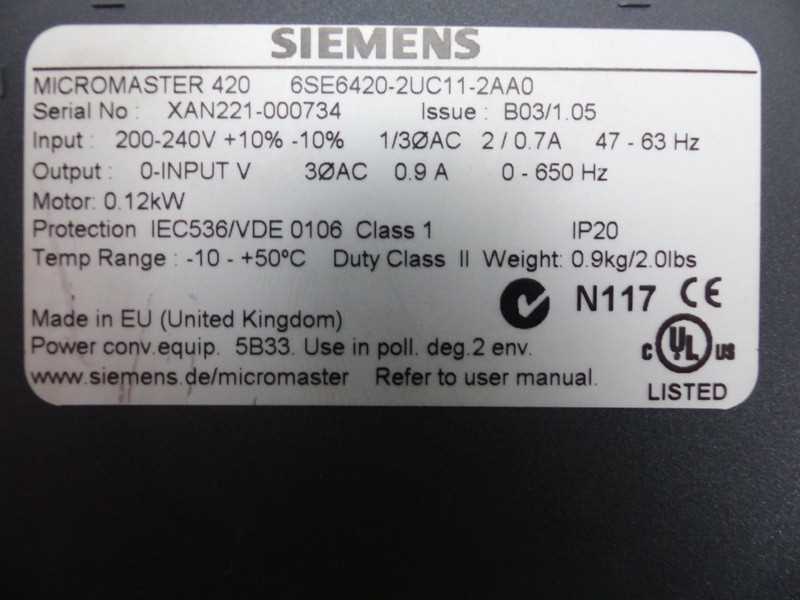 SIEMENS
MICROMASTER 420 6SE6420-2UC11-2AA0
Serial No : XAN221-000734 Issue : B03/1.05
Input : 200-240V +10% -10% 1/3ØAC 2 / 0.7A 47 - 63 Hz
Output : 0-INPUT V 3ØAC 0.9 A 0 - 650 Hz
Motor: 0.12kW
Protection IEC536/VDE 0106 Class 1 IP20
Temp Range : -10 - +50ºC Duty Class II Weight: 0.9kg/2.0lbs
N117 CE
Made in EU (United Kingdom)
Power conv.equip. 5B33. Use in poll. deg.2 env.
C UL US
www.siemens.de/micromaster Refer to user manual.
LISTED